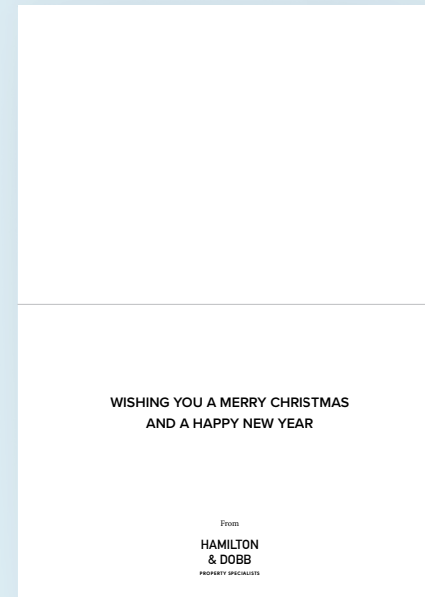 WISHING YOU A MERRY CHRISTMAS
AND A HAPPY NEW YEAR
From
HAMILTON
& DOBB
PROPERTY SPECIALISTS